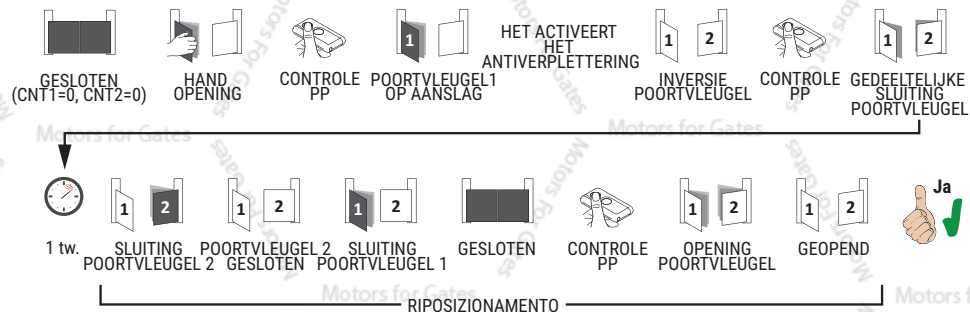 1
1 2
1 2
HET ACTIVEERT
HET
ANTIVERPLETTERING
GESLOTEN
(CNT1=0, CNT2=0)
HAND
OPENING
CONTROLE
PP
POORTVLEUGEL1
OP AANSLAG
INVERSIE
POORTVLEUGEL
CONTROLE
PP
GEDEELTELIJKE
SLUITING
POORTVLEUGEL
Motors for Gates
Motors for Gates
1 2
1 2
1 2
1 2
1 2
Ja
1 tw.
SLUITING
POORTVLEUGEL 2
POORTVLEUGEL 2
GESLOTEN
SLUITING
POORTVLEUGEL 1
GESLOTEN
CONTROLE
PP
OPENING
POORTVLEUGEL
GEOPEND
Motors for Gates
Motors f
RIPOSIZIONAMENTO